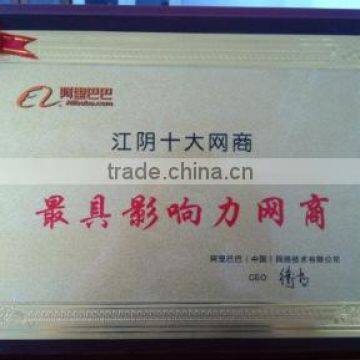 阿里巴巴
Alibaba.com
江阴十大网商
trade.china.cn
最具影响力网商
阿里巴巴（中国）网络技术有限公司
CEO